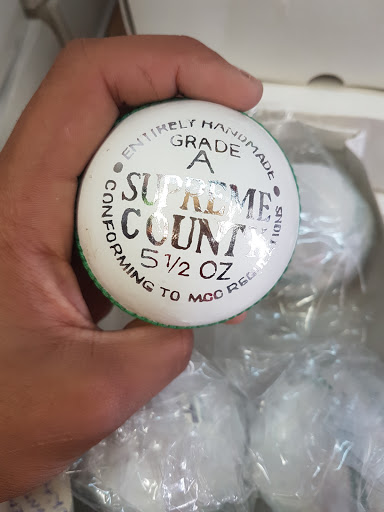 ENTIRELY HANDMADE
GRADE
A
SUPREME
COUNTY
5 1/2 OZ
CONFORMING TO MCC REGULATIONS